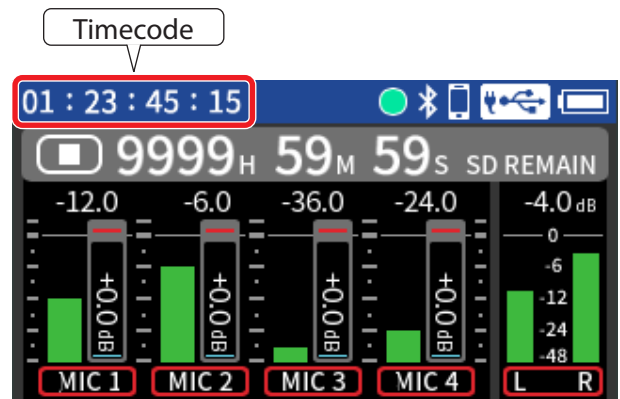 Timecode
01 : 23 : 45 : 15
9999H 59M 59S SD REMAIN
-12.0 -6.0 -36.0 -24.0 -4.0 dB
0
-6
-12
-24
-48
+0.0dB +0.0dB +0.0dB +0.0dB
MIC 1 MIC 2 MIC 3 MIC 4 L R